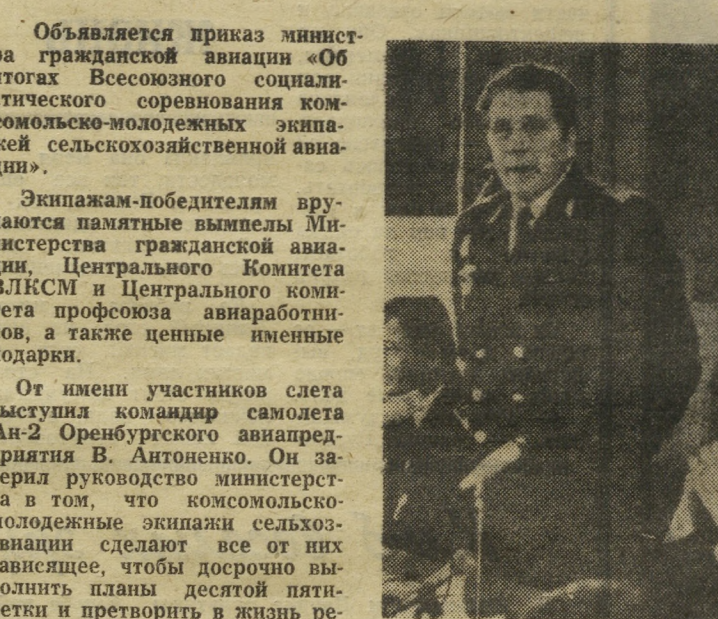 Объявляется приказ минист-
ра гражданской авиации «Об
итогах Всесоюзного социали-
стического соревнования ком-
сомольско-молодежных экипа-
жей сельскохозяйственной авиа-
ции».
Экипажам-победителям вру-
чаются памятные вымпелы Ми-
нистерства гражданской авиа-
ции, Центрального Комитета
ВЛКСМ и Центрального коми-
тета профсоюза авиаработни-
ков, а также ценные именные
подарки.
От имени участников слета
выступил командир самолета
Ан-2 Оренбургского авиапред-
приятия В. Антоненко. Он за-
верил руководство министерст-
ва в том, что комсомольско-
молодежные экипажи сельхоз-
авиации сделают все от них
зависящее, чтобы досрочно вы-
полнить планы десятой пяти-
летки и претворить в жизнь ре-